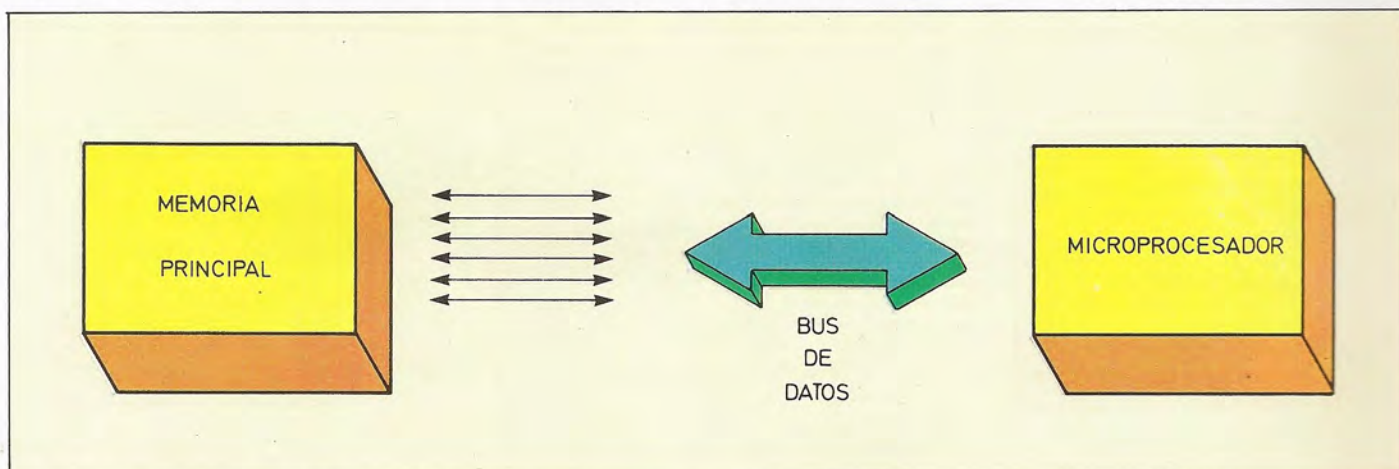 MEMORIA
PRINCIPAL
BUS
DE
DATOS
MICROPROCESADOR